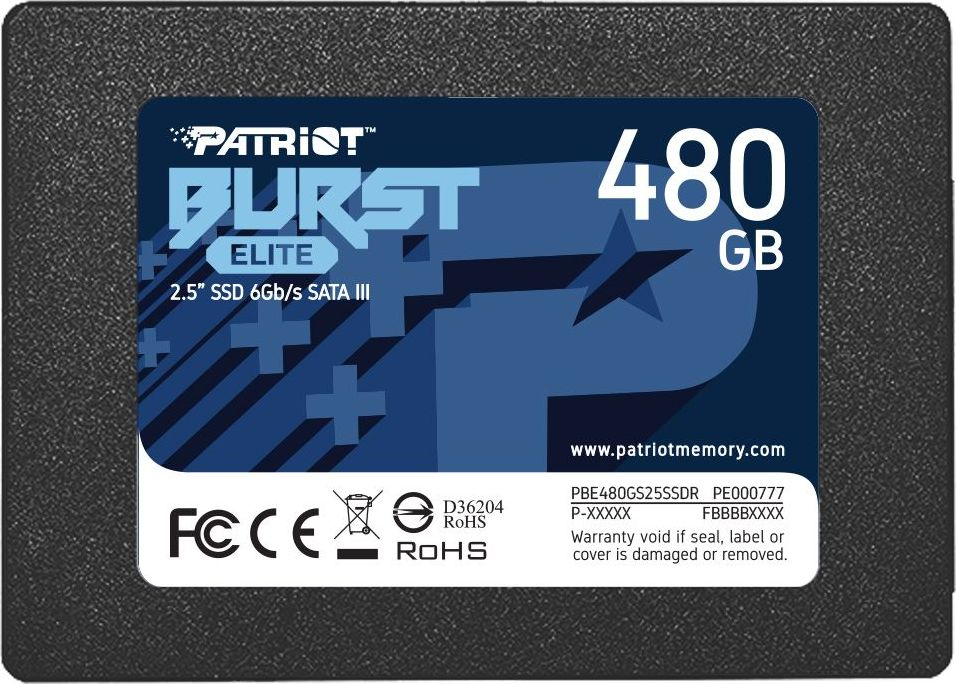 PATRIOT™
BURST
ELITE
2.5” SSD 6Gb/s SATA III
480
GB
www.patriotmemory.com
FC CE
D36204
RoHS
RoHS
PBE480GS25SSDR PE000777
P-XXXXX FBBBBXXXX
Warranty void if seal, label or
cover is damaged or removed.